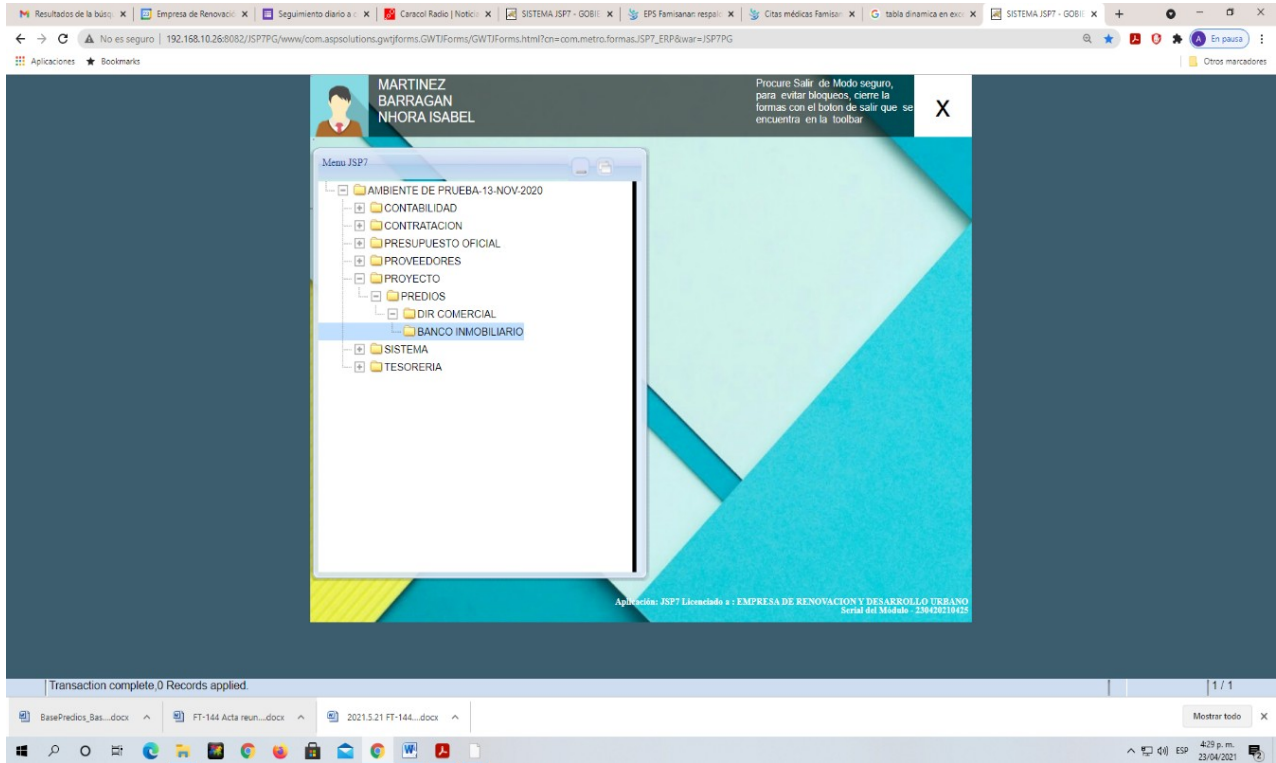 Resultados de la búsqu
Empresa de Renovació
Seguimiento diario a c
Caracol Radio | Noticia
SISTEMA JSP7 - GOBIE
EPS Famisanar: respal
Citas médicas Famisar
tabla dinamica en exc
SISTEMA JSP7 - GOBIE
No es seguro | 192.168.10.26:8082/JSP7PG/www/com.aspsolutions.gwtjforms.GWTJForms/GWTJForms.html?cn=com.metro.formas.JSP7_ERP&war=JSP7PG
A En pausa
Aplicaciones Bookmarks Otros marcadores
MARTINEZ
BARRAGAN
NHORA ISABEL
Procure Salir de Modo seguro,
para evitar bloqueos, cierre la
formas con el boton de salir que se
encuentra en la toolbar
X
Menu JSP7
AMBIENTE DE PRUEBA-13-NOV-2020
CONTABILIDAD
CONTRATACION
PRESUPUESTO OFICIAL
PROVEEDORES
PROYECTO
PREDIOS
DIR COMERCIAL
BANCO INMOBILIARIO
SISTEMA
TESORERIA
Aplicación: JSP7 Licenciado a : EMPRESA DE RENOVACION Y DESARROLLO URBANO
Serial del Módulo - 230420210425
Transaction complete,0 Records applied. 1 / 1
BasePredios_Bas....docx FT-144 Acta reun....docx 2021.5.21 FT-144....docx Mostrar todo
ESP 4:29 p. m.
23/04/2021